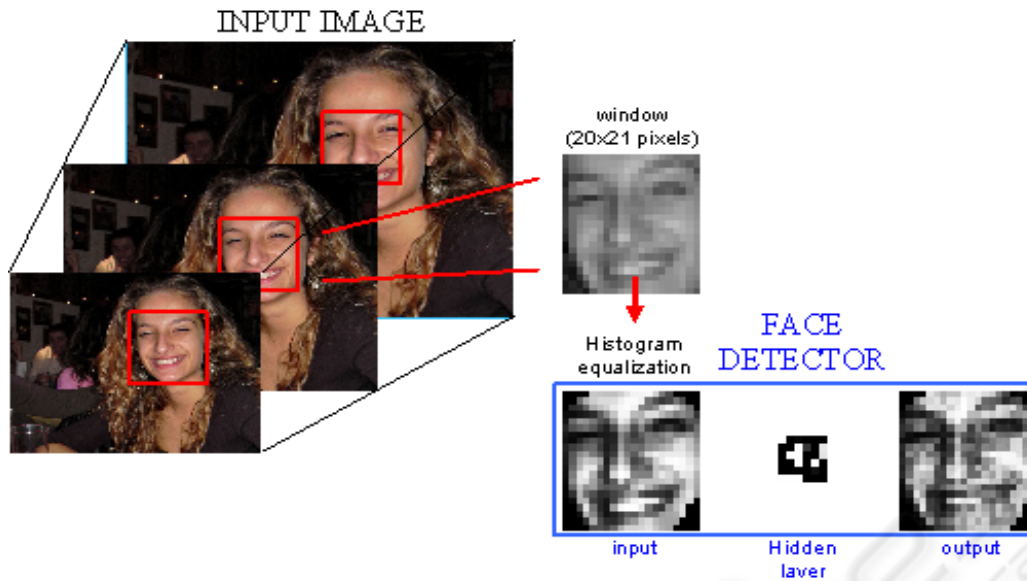 INPUT IMAGE
window
(20x21 pixels)
Histogram
equalization
FACE
DETECTOR
input
Hidden
layer
output